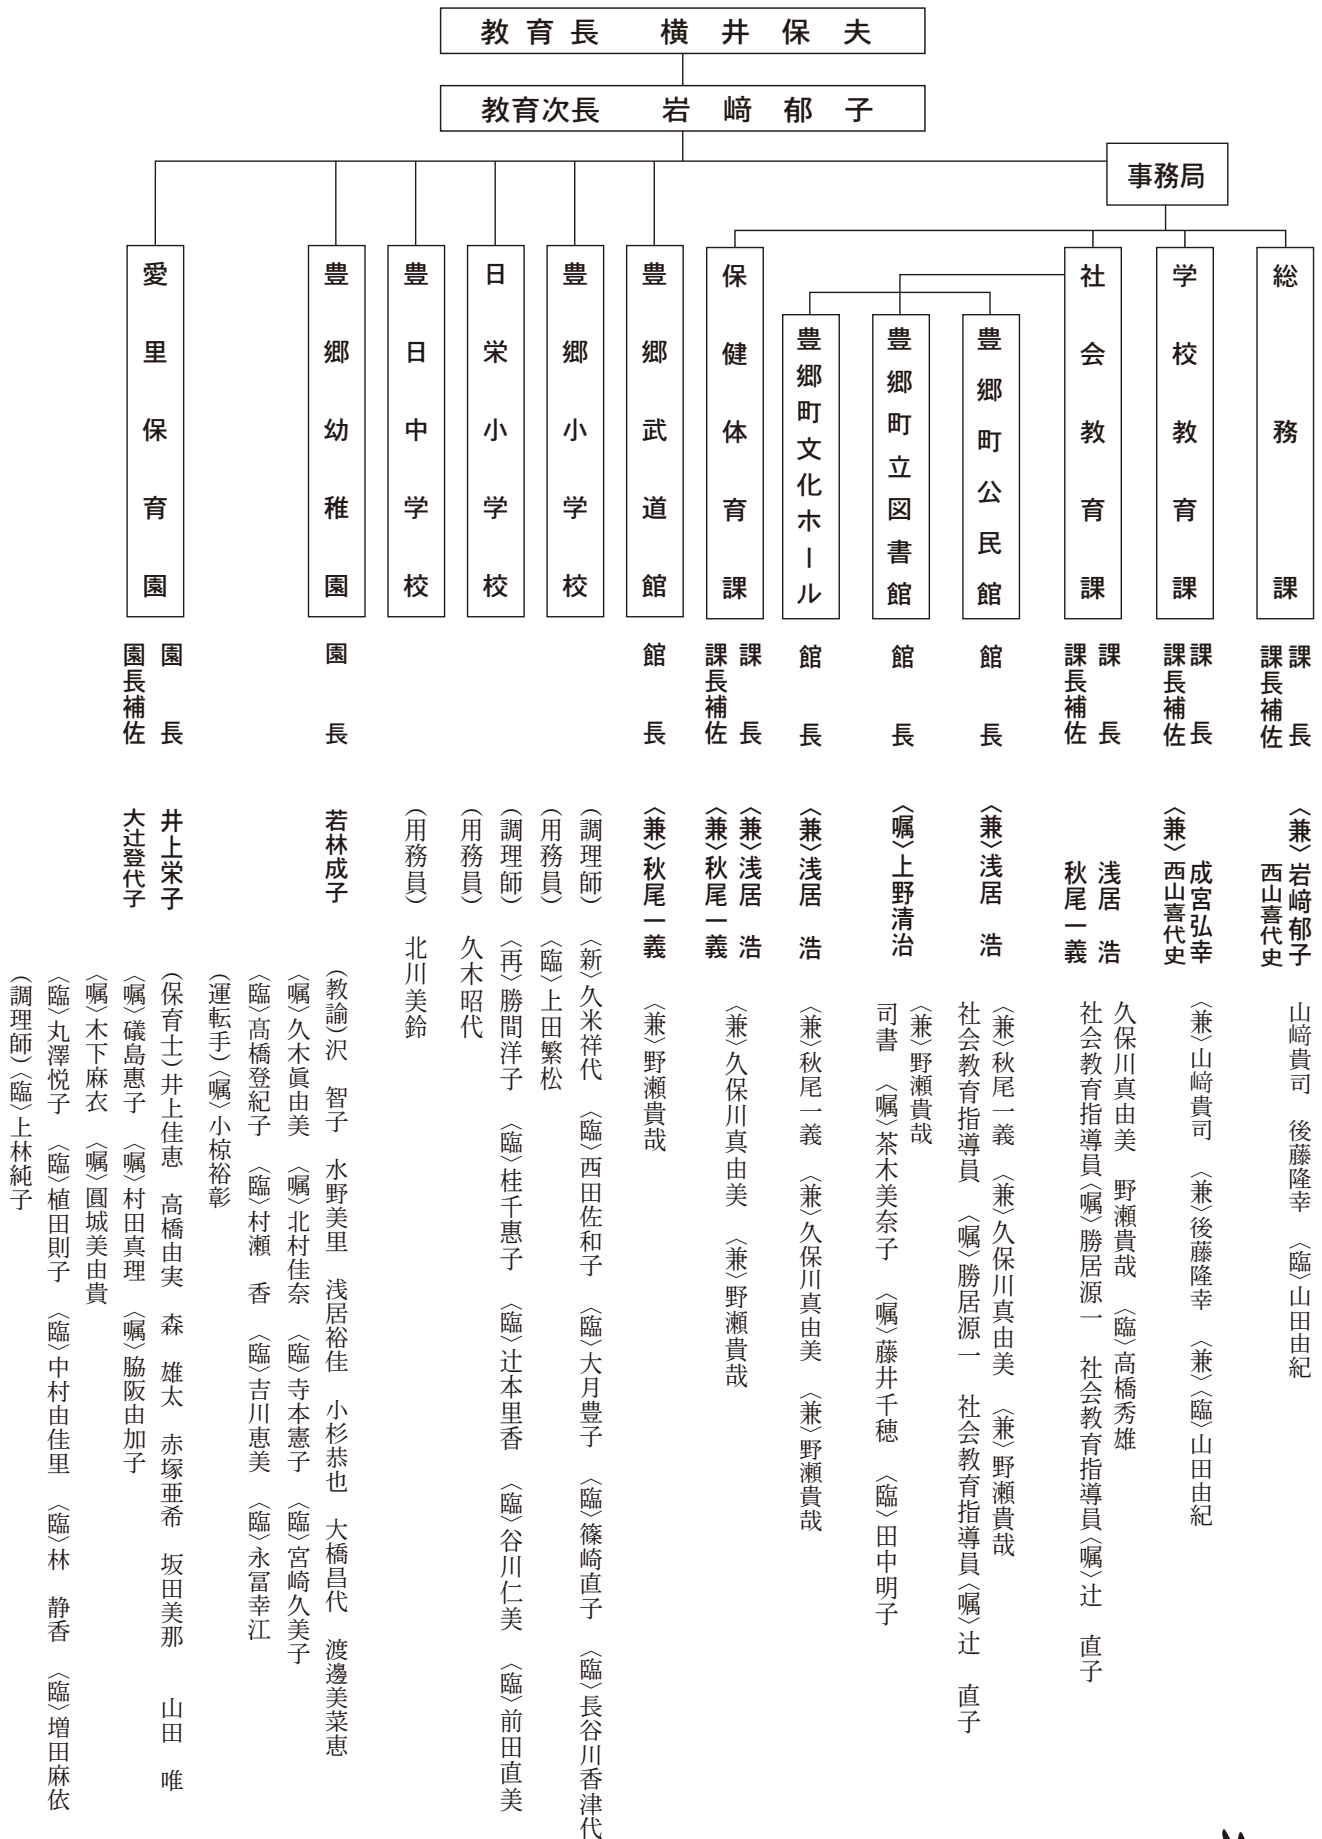 教育長　横井保夫
教育次長　岩﨑郁子
事務局
総務課
課長　〈兼〉岩﨑郁子　山﨑貴司　後藤隆幸　〈臨〉山田由紀
課長補佐　西山喜代史
学校教育課
課長　成宮弘幸　〈兼〉山﨑貴司　〈兼〉後藤隆幸　〈兼〉〈臨〉山田由紀
課長補佐　〈兼〉西山喜代史
社会教育課
課長　浅居　浩　久保川真由美　野瀬貴哉　〈臨〉高橋秀雄
課長補佐　秋尾一義　社会教育指導員〈嘱〉勝居源一　社会教育指導員〈嘱〉辻　直子
豊郷町公民館
館長　〈兼〉浅居　浩　〈兼〉秋尾一義　〈兼〉久保川真由美　〈兼〉野瀬貴哉
社会教育指導員　〈嘱〉勝居源一　社会教育指導員〈嘱〉辻　直子
豊郷町立図書館
館長　〈嘱〉上野清治　〈兼〉野瀬貴哉
司書　〈嘱〉茶木美奈子　〈嘱〉藤井千穂　〈臨〉田中明子
豊郷町文化ホール
館長　〈兼〉浅居　浩　〈兼〉秋尾一義　〈兼〉久保川真由美　〈兼〉野瀬貴哉
保健体育課
課長　〈兼〉浅居　浩　〈兼〉久保川真由美　〈兼〉野瀬貴哉
課長補佐　〈兼〉秋尾一義
豊郷武道館
館長　〈兼〉秋尾一義　〈兼〉野瀬貴哉
豊郷小学校
（調理師）　〈新〉久米祥代　〈臨〉西田佐和子　〈臨〉大月豊子　〈臨〉篠崎直子　〈臨〉長谷川香津代
（用務員）　〈臨〉上田繁松
日栄小学校
（調理師）　〈再〉勝間洋子　〈臨〉桂千惠子　〈臨〉辻本里香　〈臨〉谷川仁美　〈臨〉前田直美
（用務員）　久木昭代
豊日中学校
（用務員）　北川美鈴
豊郷幼稚園
園長　若林成子　（教諭）沢　智子　水野美里　浅居裕佳　小杉恭也　大橋昌代　渡邊美菜恵
〈嘱〉久木眞由美　〈嘱〉北村佳奈　〈臨〉寺本憲子　〈臨〉宮崎久美子
〈臨〉髙橋登紀子　〈臨〉村瀬　香　〈臨〉吉川恵美　〈臨〉永冨幸江
（運転手）〈嘱〉小椋裕彰
愛里保育園
園長　井上栄子　（保育士）井上佳恵　高橋由実　森　雄太　赤塚亜希　坂田美那　山田　唯
園長補佐　大辻登代子　〈嘱〉礒島惠子　〈嘱〉村田真理　〈嘱〉脇阪由加子
〈嘱〉木下麻衣　〈嘱〉圓城美由貴
〈臨〉丸澤悦子　〈臨〉植田則子　〈臨〉中村由佳里　〈臨〉林　静香　〈臨〉増田麻依
（調理師）〈臨〉上林純子